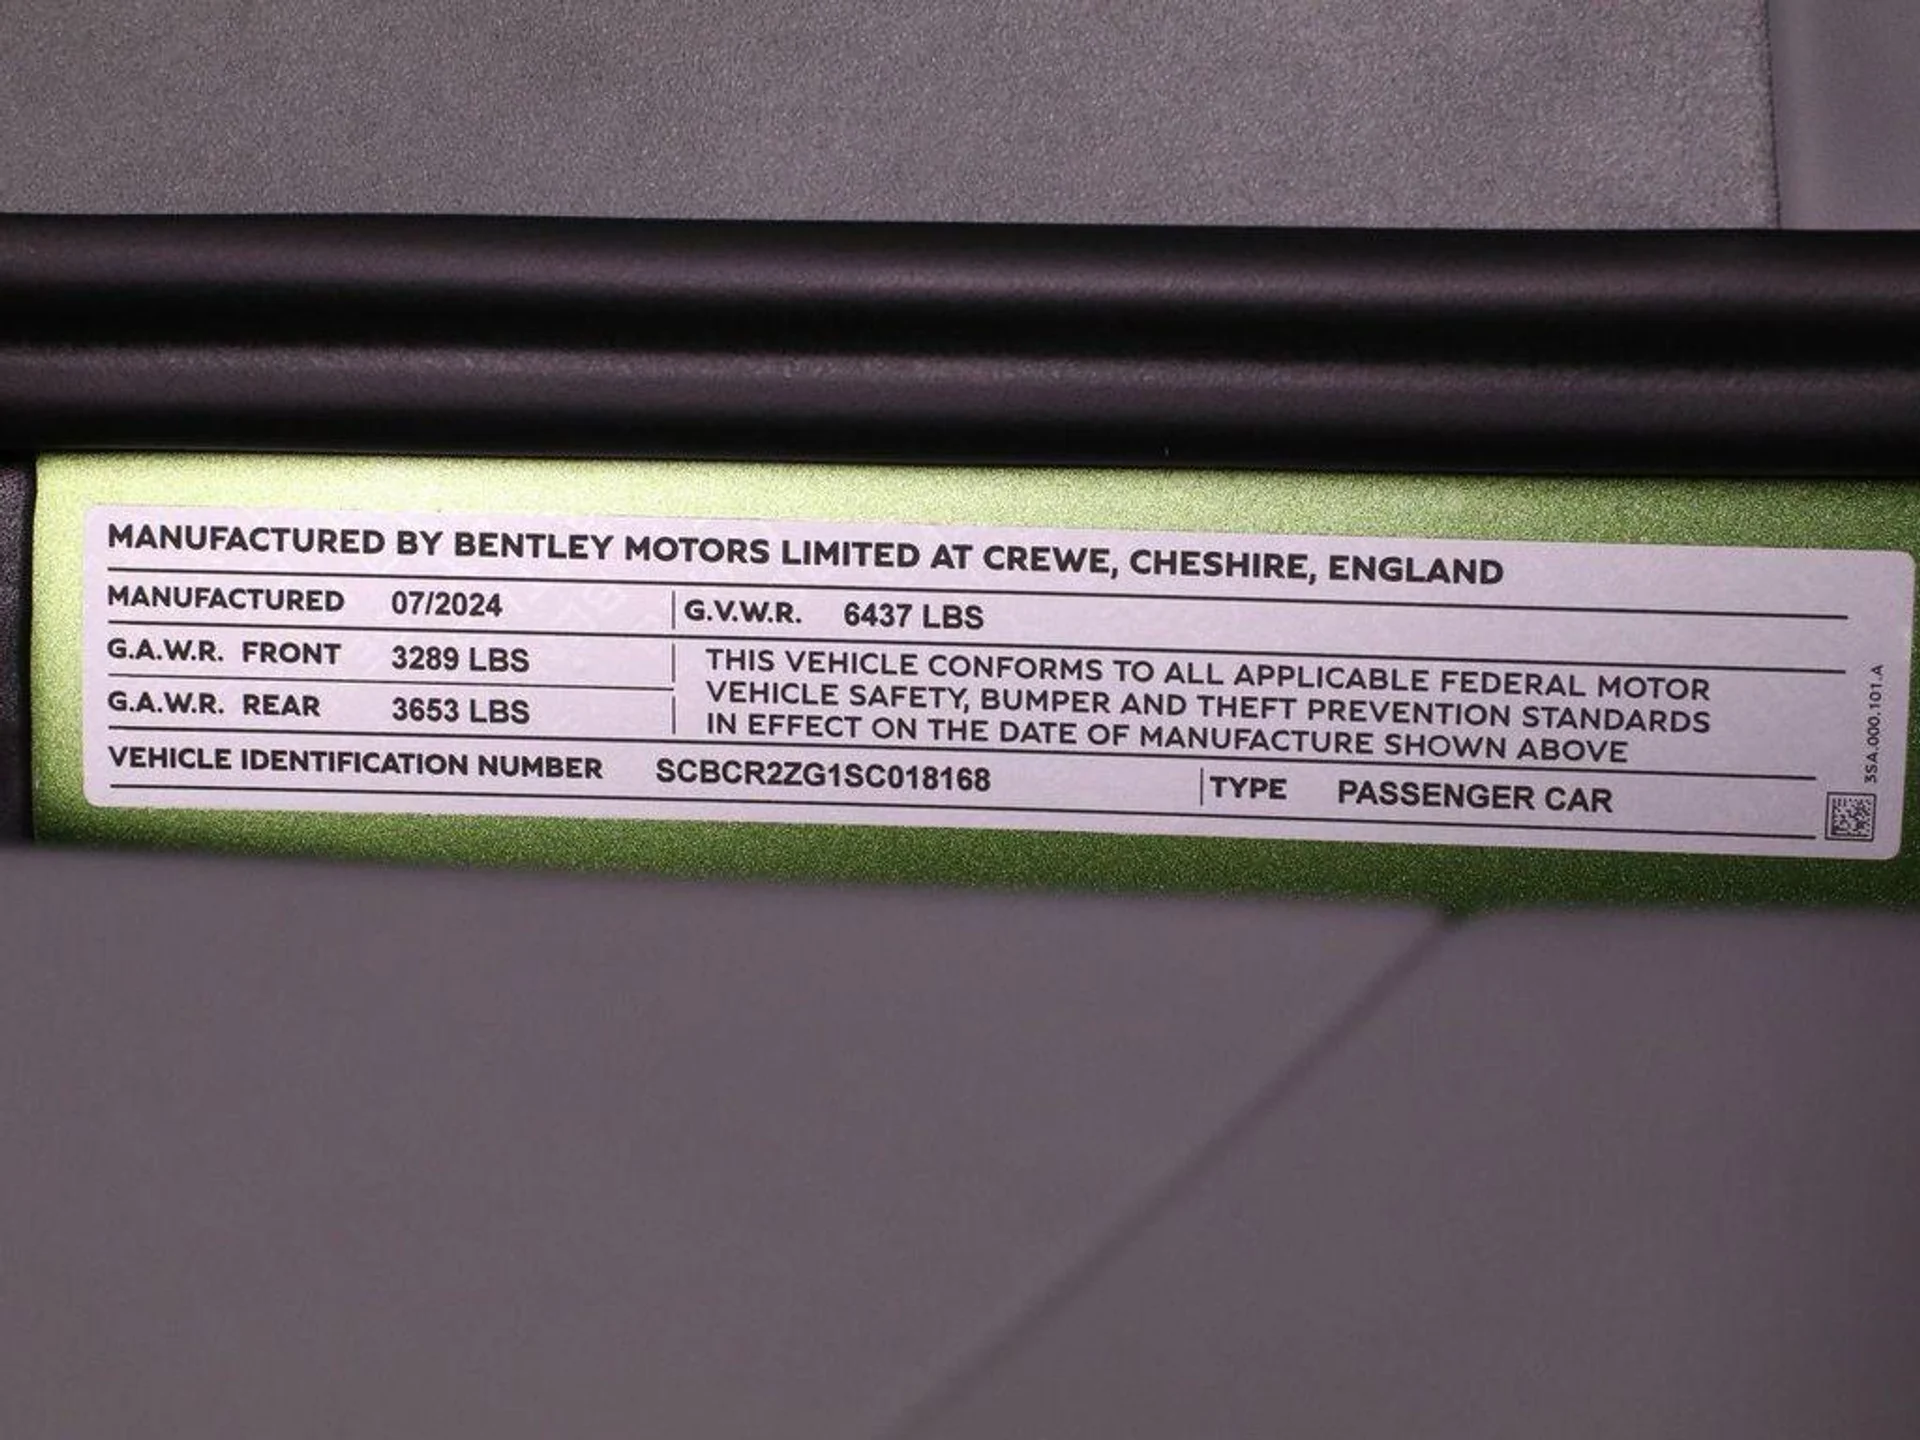 MANUFACTURED BY BENTLEY MOTORS LIMITED AT CREWE, CHESHIRE, ENGLAND
MANUFACTURED 07/2024 G.V.W.R. 6437 LBS
G.A.W.R. FRONT 3289 LBS
G.A.W.R. REAR 3653 LBS
THIS VEHICLE CONFORMS TO ALL APPLICABLE FEDERAL MOTOR
VEHICLE SAFETY, BUMPER AND THEFT PREVENTION STANDARDS
IN EFFECT ON THE DATE OF MANUFACTURE SHOWN ABOVE
VEHICLE IDENTIFICATION NUMBER SCBCR2ZG1SC018168 TYPE PASSENGER CAR
3SA.000.101.A